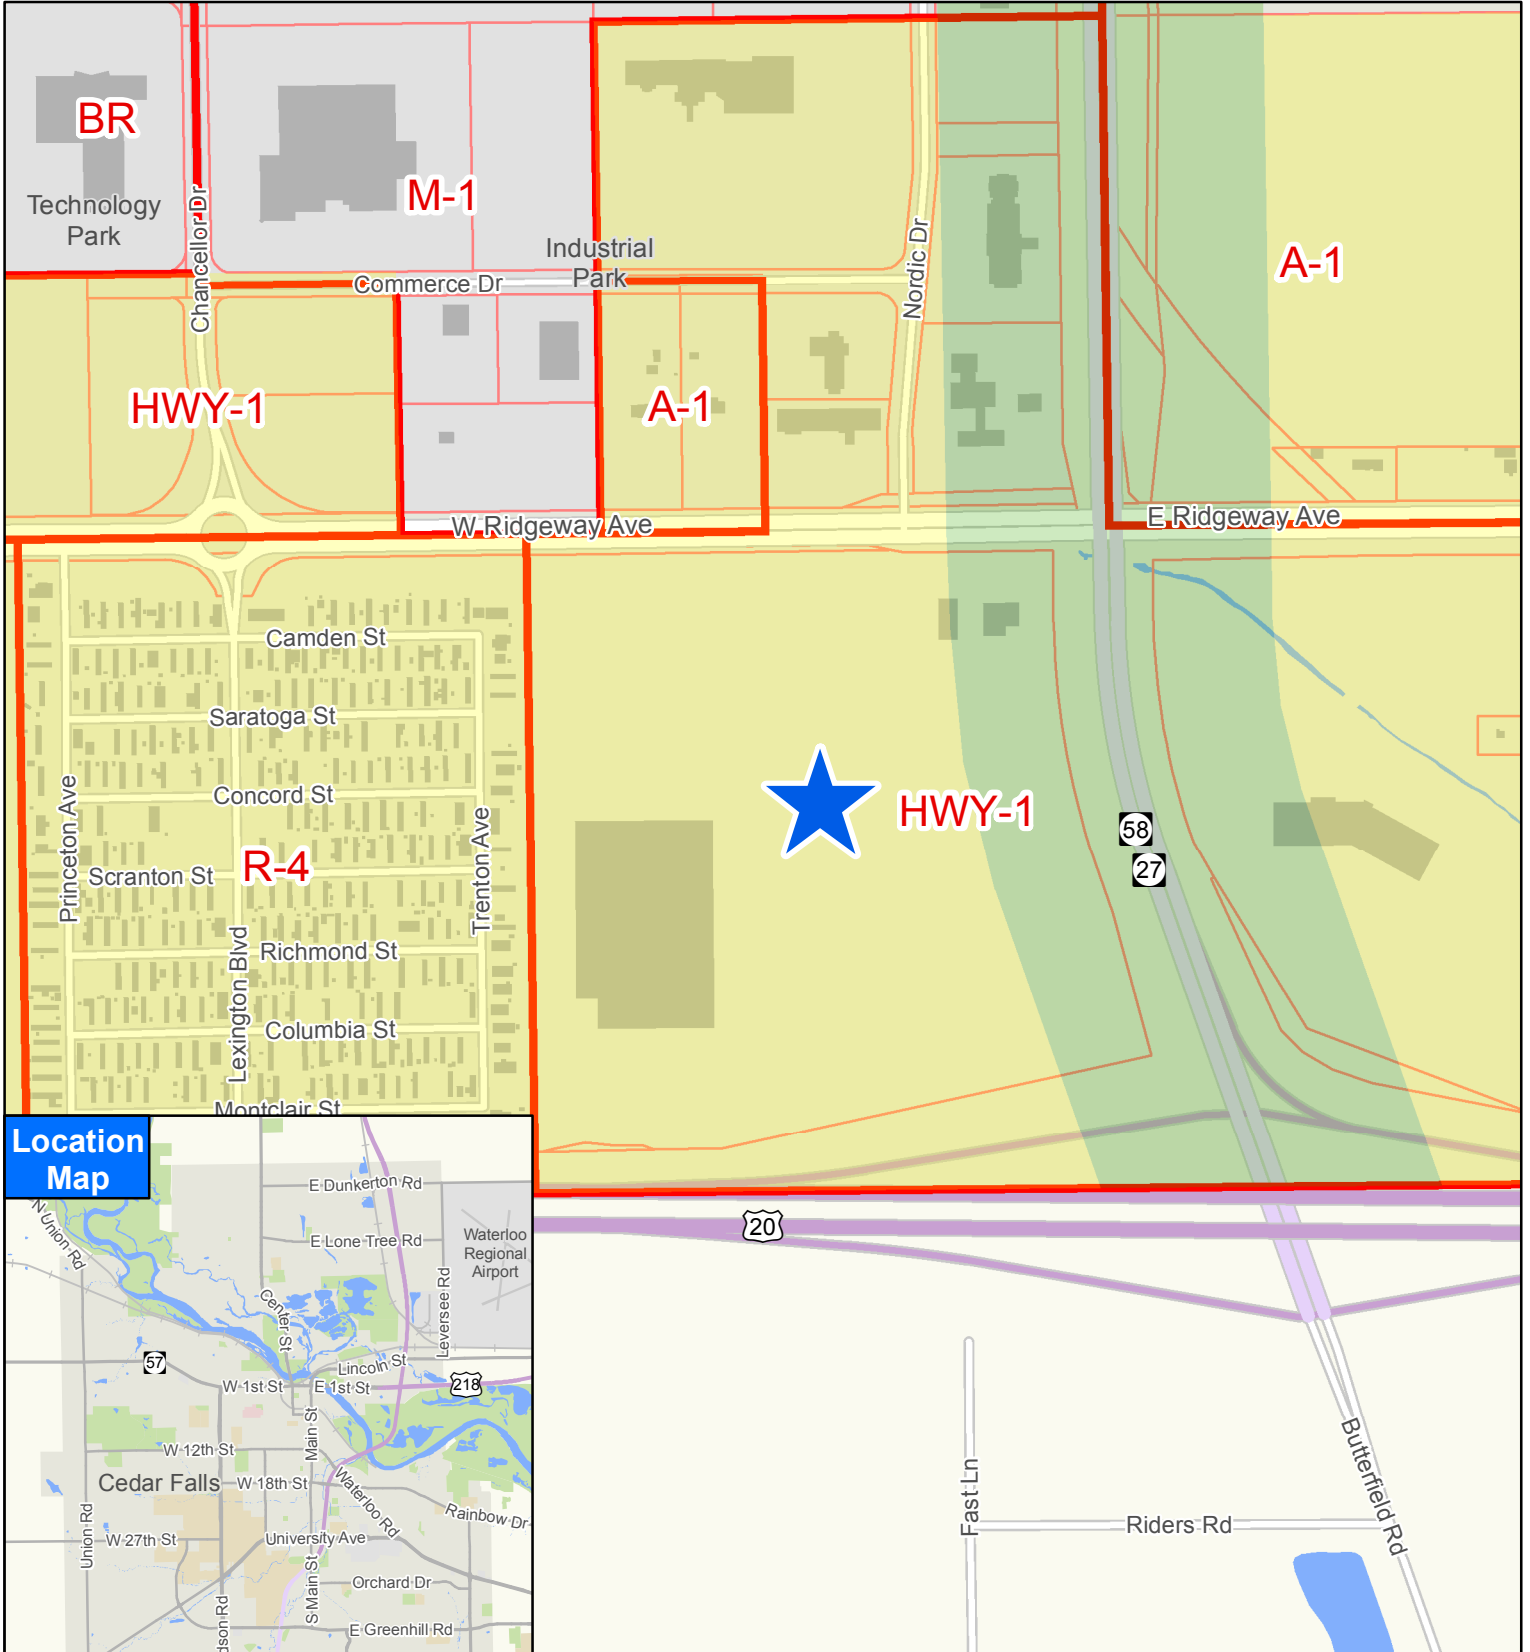 BR
Technology
Park
Chancellor Dr
M-1
Industrial
Park
Commerce Dr
Nordic Dr
A-1
HWY-1
A-1
W Ridgeway Ave
E Ridgeway Ave
Camden St
Saratoga St
Princeton Ave
Concord St
Trenton Ave
HWY-1
58
27
Scranton St
R-4
Lexington Blvd
Richmond St
Columbia St
Montclair St
Location
Map
20
Fast Ln
Riders Rd
Butterfield Rd
N Union Rd
E Dunkerton Rd
E Lone Tree Rd
Waterloo
Regional
Airport
Leversee Rd
Center St
57
Lincoln St
W 1st St
E 1st St
218
Main St
W 12th St
Cedar Falls
W 18th St
Waterloo Rd
Rainbow Dr
Union Rd
W 27th St
University Ave
S Main St
Orchard Dr
dson Rd
E Greenhill Rd